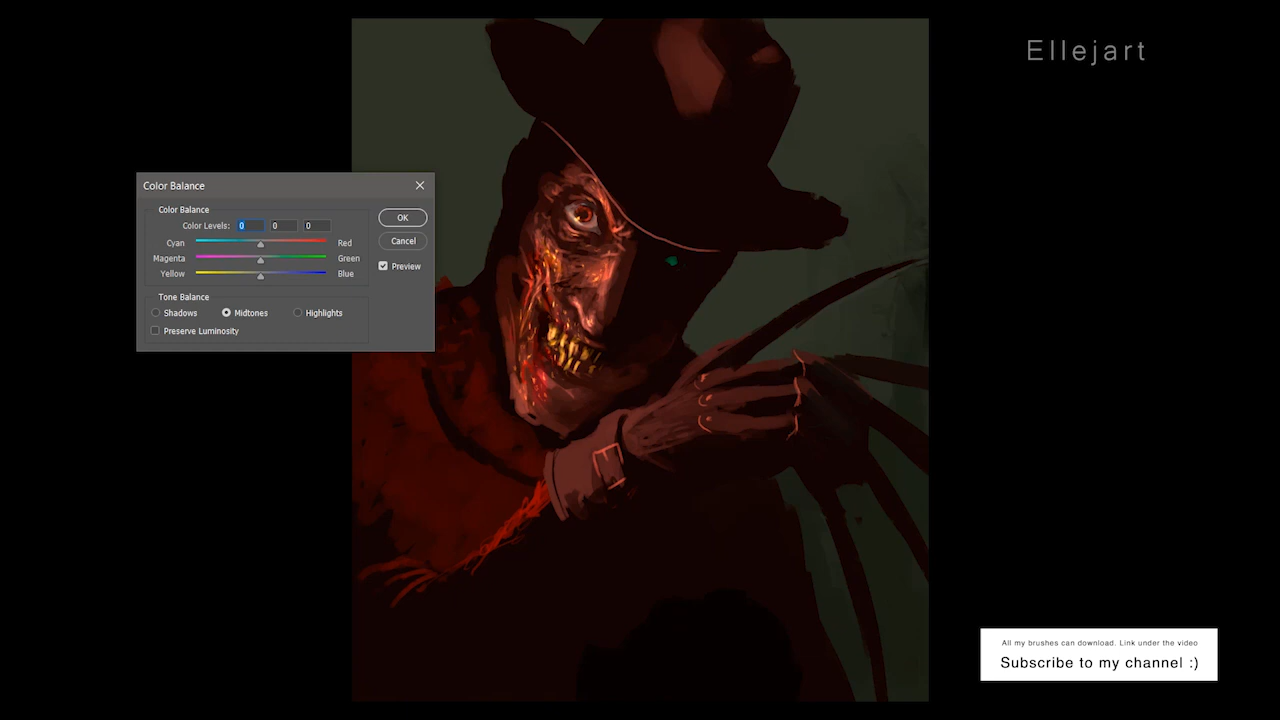 Ellejart
Color Balance
Color Balance
Color Levels: 0 0 0
Cyan Red
Magenta Green
Yellow Blue
OK
Cancel
Preview
Tone Balance
Shadows Midtones Highlights
Preserve Luminosity
All my brushes can download. Link under the video
Subscribe to my channel :)